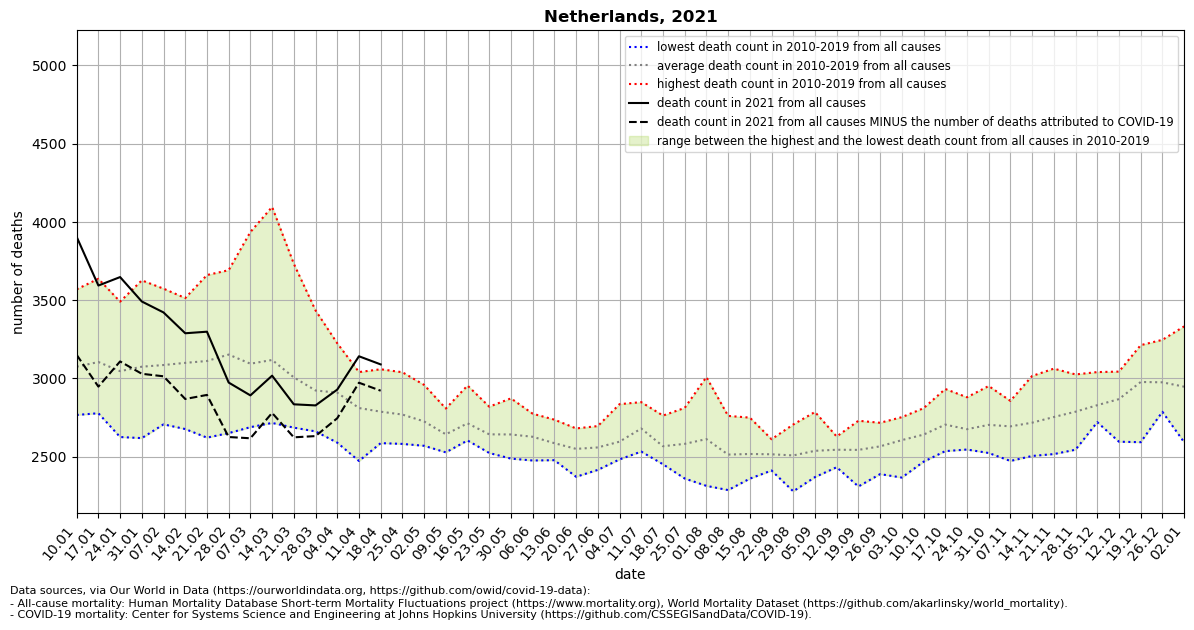 Netherlands, 2021
lowest death count in 2010-2019 from all causes
average death count in 2010-2019 from all causes
highest death count in 2010-2019 from all causes
death count in 2021 from all causes
death count in 2021 from all causes MINUS the number of deaths attributed to COVID-19
range between the highest and the lowest death count from all causes in 2010-2019
number of deaths
5000
4500
4000
3500
3000
2500
10.01 17.01 24.01 31.01 07.02 14.02 21.02 28.02 07.03 14.03 21.03 28.03 04.04 11.04 18.04 25.04 02.05 09.05 16.05 23.05 30.05 06.06 13.06 20.06 27.06 04.07 11.07 18.07 25.07 01.08 08.08 15.08 22.08 29.08 05.09 12.09 19.09 26.09 03.10 10.10 17.10 24.10 31.10 07.11 14.11 21.11 28.11 05.12 12.12 19.12 26.12 02.01
date
Data sources, via Our World in Data (https://ourworldindata.org, https://github.com/owid/covid-19-data):
- All-cause mortality: Human Mortality Database Short-term Mortality Fluctuations project (https://www.mortality.org), World Mortality Dataset (https://github.com/akarlinsky/world_mortality).
- COVID-19 mortality: Center for Systems Science and Engineering at Johns Hopkins University (https://github.com/CSSEGISandData/COVID-19).